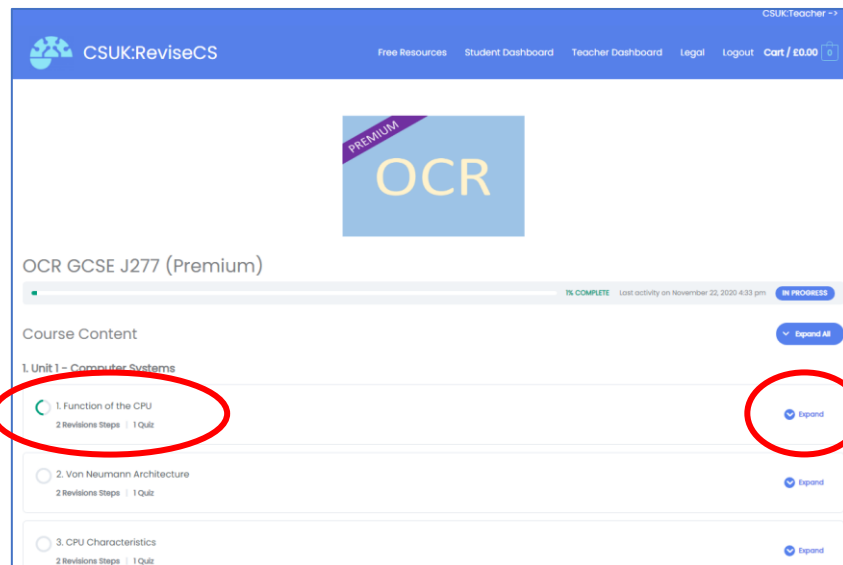 CSUK:Teacher ->
CSUK:ReviseCS
Free Resources Student Dashboard Teacher Dashboard Legal Logout Cart / £0.00 0
PREMIUM
OCR
OCR GCSE J277 (Premium)
1% COMPLETE Last activity on November 22, 2020 4:33 pm IN PROGRESS
Course Content
Expand All
1. Unit 1 - Computer Systems
1. Function of the CPU
2 Revisions Steps | 1 Quiz
Expand
2. Von Neumann Architecture
2 Revisions Steps | 1 Quiz
Expand
3. CPU Characteristics
2 Revisions Steps | 1 Quiz
Expand